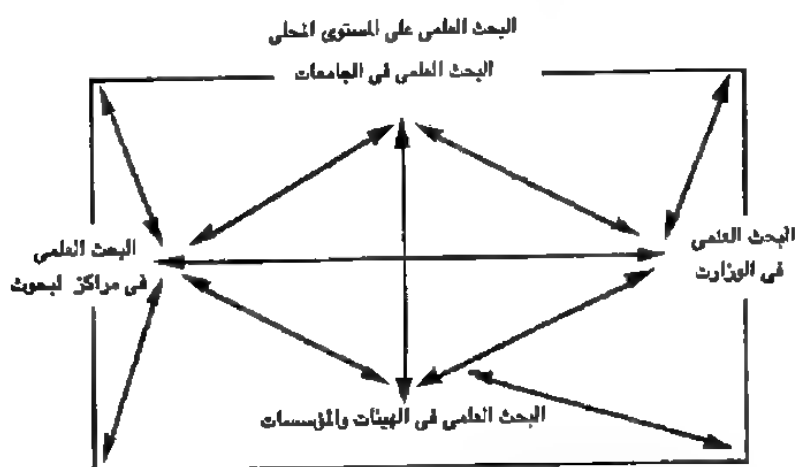 البحث العلمى على المستوى المحلى
البحث العلمى فى الجامعات
البحث العلمى
فى الوزارت
البحث العلمى
فى مراكز لبحوث
البحث العلمى فى الهيئات والمؤسسات